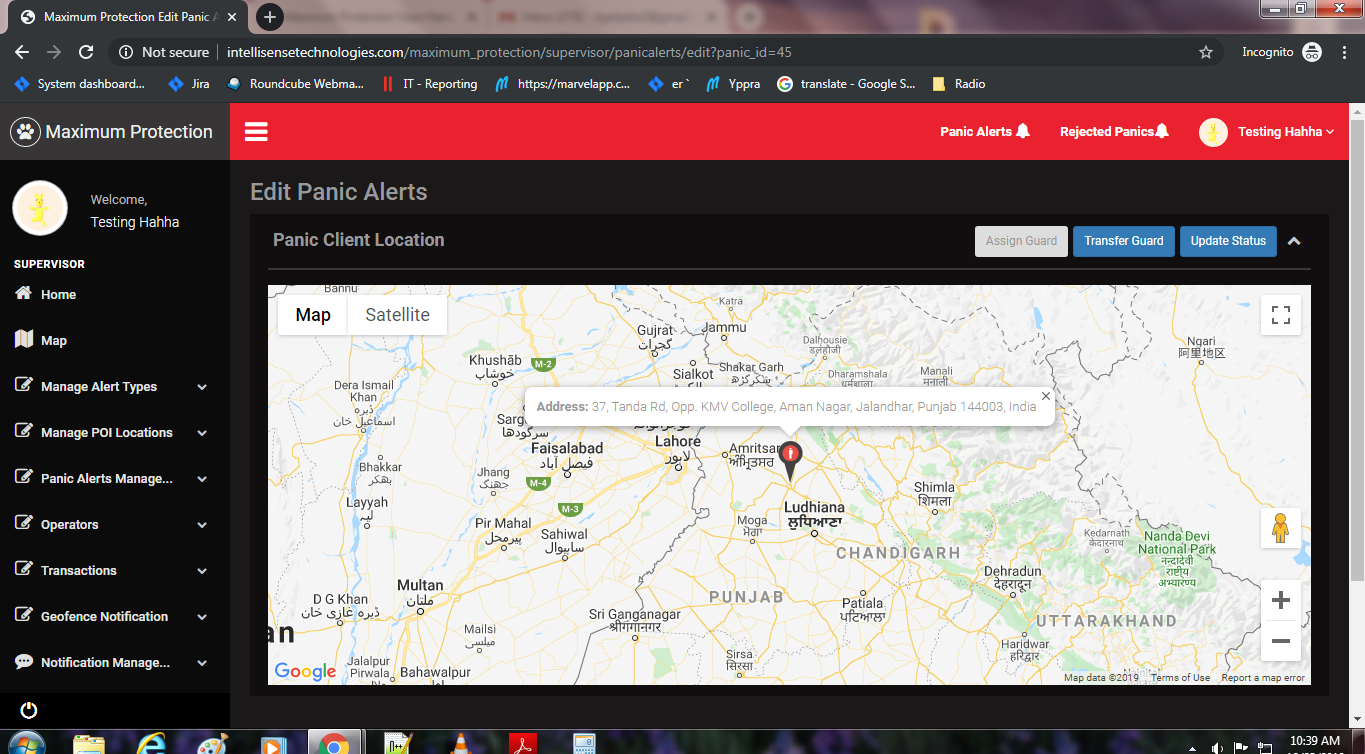 Maximum Protection Edit Panic A
Not secure
intellisensetechnologies.com/maximum_protection/supervisor/panicalerts/edit?panic_id=45
Incognito
System dashboard...
Jira
Roundcube Webma...
IT - Reporting
https://marvelapp.c...
er `
Yppra
translate - Google S...
Radio
Maximum Protection
Panic Alerts
Rejected Panics
Testing Hahha
Welcome,
Testing Hahha
SUPERVISOR
Home
Map
Manage Alert Types
Manage POI Locations
Panic Alerts Manage...
Operators
Transactions
Geofence Notification
Notification Manage...
Edit Panic Alerts
Panic Client Location
Assign Guard
Transfer Guard
Update Status
Map
Satellite
Bannu
Katra
Gujrat
گجرات
Jammu
Dalhousie
डलहौजी
Ngari
阿里地区
Khushāb
خوشاب
M-2
Sialkot
Shakar Garh
شکرگڑھ
Dharamshala
धर्मशाला
Manali
मनाली
Dera Ismail
Khan
ڈیرہ
اسماعیل خان
Address: 37, Tanda Rd, Opp. KMV College, Aman Nagar, Jalandhar, Punjab 144003, India
سرگودها
Faisalabad
فیصل آباد
Lahore
لاہور
Amritsar
ਅੰਮ੍ਰਿਤਸਰ
Bhakkar
بھکر
Jhang
جھنگ
M-4
Shimla
शिमला
Layyah
لیہ
M-3
Ludhiana
ਲੁਧਿਆਣਾ
Pir Mahal
پیرمحل
Sahiwal
ساہیوال
Moga
ਮੋਗਾ
Kedarnath
केदारनाथ
Nanda Devi
National Park
नन्दादेवी
राष्ट्रीय
अभ्यारण्य
CHANDIGARH
Dehradun
देहरादून
Multan
ملتان
D G Khan
ڈیرہ غازی خان
PUNJAB
Patiala
ਪਟਿਆਲਾ
Sri Ganganagar
श्रीगंगानगर
UTTARAKHAND
an
Mailsi
میلسی
Haridwar
हरिद्वार
Sirsa
सिरसा
Jalalpur
Pirwala
Bahawalpur
Google
Map data ©2019
Terms of Use
Report a map error
10:39 AM